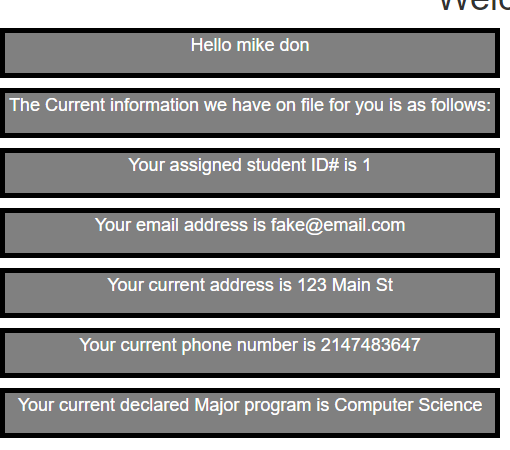 Hello mike don
The Current information we have on file for you is as follows:
Your assigned student ID# is 1
Your email address is fake@email.com
Your current address is 123 Main St
Your current phone number is 2147483647
Your current declared Major program is Computer Science